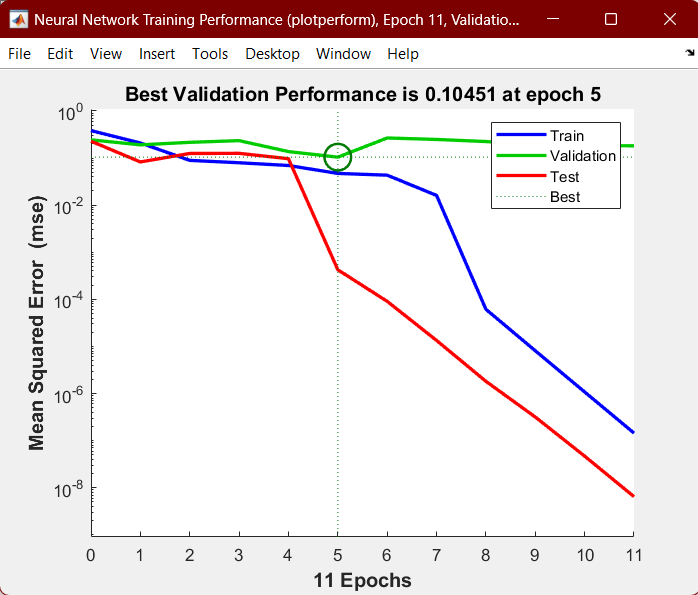 Neural Network Training Performance (plotperform), Epoch 11, Validatio...
File Edit View Insert Tools Desktop Window Help
Best Validation Performance is 0.10451 at epoch 5
Mean Squared Error (mse)
10^0
10^-2
10^-4
10^-6
10^-8
Train
Validation
Test
Best
0 1 2 3 4 5 6 7 8 9 10 11
11 Epochs